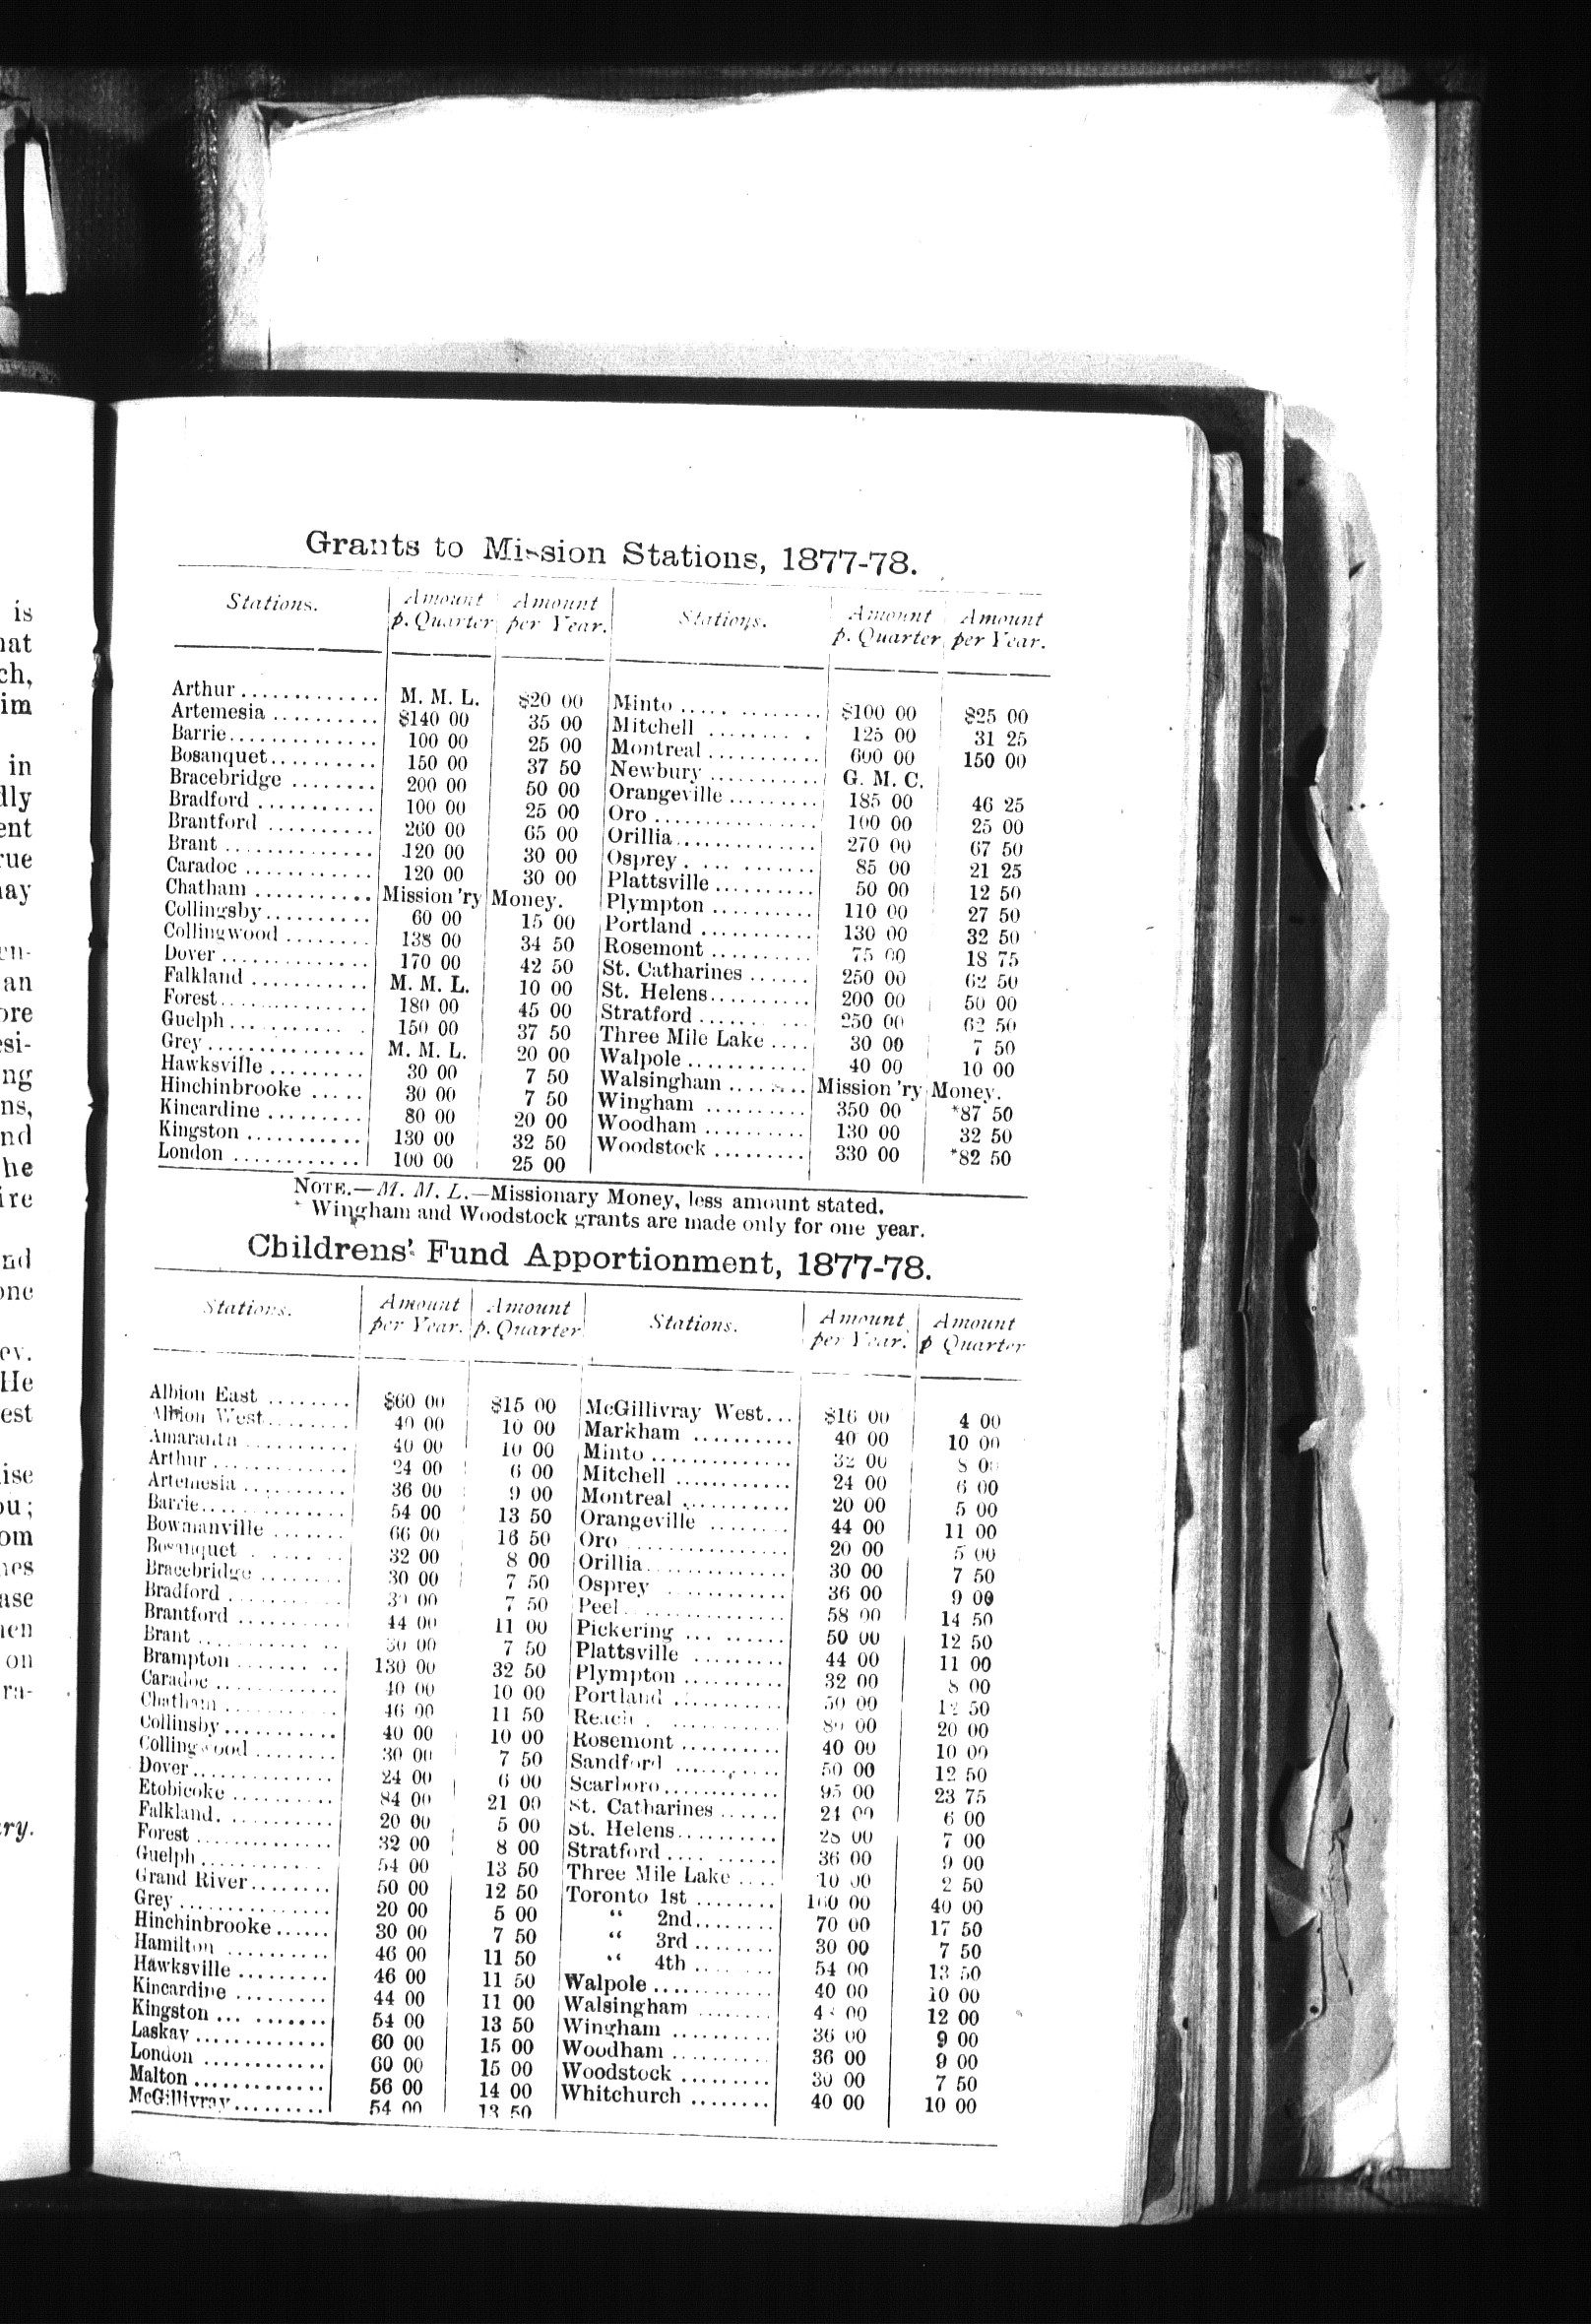 Grants to Mission Stations, 1877-78.
Stations. Amount p. Quarter Amount per Year. Stations. Amount p. Quarter Amount per Year.
Arthur ............. M. M. L. $20 00 Minto ..... ........ $100 00 $25 00
Artemesia .......... $140 00 35 00 Mitchell ......... . 125 00 31 25
Barrie.............. 100 00 25 00 Montreal ........... 600 00 150 00
Bosanquet.......... 150 00 37 50 Newbury ........... G. M. C.
Bracebridge ........ 200 00 50 00 Orangeville ......... 185 00 46 25
Bradford ........... 100 00 25 00 Oro ................ 100 00 25 00
Brantford .......... 260 00 65 00 Orillia.............. 270 00 67 50
Brant .............. 120 00 30 00 Osprey . .... ....... 85 00 21 25
Caradoc ............ 120 00 30 00 Plattsville .......... 50 00 12 50
Chatham ........... Mission'ry Money. Plympton .......... 110 00 27 50
Collingsby.......... 60 00 15 00 Portland ........... 130 00 32 50
Collingwood ........ 138 00 34 50 Rosemont .......... 75 00 18 75
Dover .............. 170 00 42 50 St. Catharines ...... 250 00 62 50
Falkland ........... M. M. L. 10 00 St. Helens.......... 200 00 50 00
Forest.............. 180 00 45 00 Stratford ...... ... 250 00 62 50
Guelph ... ........ . 150 00 37 50 Three Mile Lake .... 30 00 7 50
Grey ............... M. M. L. 20 00 Walpole ............ 40 00 10 00
Hawksville ......... 30 00 7 50 Walsingham ........ Mission'ry Money.
Hinchinbrooke ..... 30 00 7 50 Wingham .......... 350 00 *87 50
Kincardine ......... 80 00 20 00 Woodham .......... 130 00 32 50
Kingston ........... 130 00 32 50 Woodstock ......... 330 00 *82 50
London ............ 100 00 25 00
NOTE.—M. M. L.—Missionary Money, less amount stated.
* Wingham and Woodstock grants are made only for one year.
Childrens' Fund Apportionment, 1877-78.
Stations. Amount per Year. Amount p. Quarter Stations. Amount per Year. Amount p Quarter
Albion East ........ $60 00 $15 00 McGillivray West... $16 00 4 00
Albion West........ 40 00 10 00 Markham .......... 40 00 10 00
Amaranta .......... 40 00 10 00 Minto .............. 32 00 8 00
Arthur ............. 24 00 6 00 Mitchell ............ 24 00 6 00
Artemesia .......... 36 00 9 00 Montreal ........... 20 00 5 00
Barrie.............. 54 00 13 50 Orangeville ........ 44 00 11 00
Bowmanville ....... 66 00 16 50 Oro ................ 20 00 5 00
Bosanquet ......... 32 00 8 00 Orillia.............. 30 00 7 50
Bracebridge ........ 30 00 7 50 Osprey ............ 36 00 9 00
Bradford ........... 30 00 7 50 Peel ................ 58 00 14 50
Brantford .......... 44 00 11 00 Pickering ... ...... 50 00 12 50
Brant .............. 30 00 7 50 Plattsville ......... 44 00 11 00
Brampton .......... 130 00 32 50 Plympton .......... 32 00 8 00
Caradoc ............ 40 00 10 00 Portland ........... 50 00 12 50
Chatham ........... 46 00 11 50 Reach . ........... 80 00 20 00
Collinsby........... 40 00 10 00 Rosemont .......... 40 00 10 00
Collingwood ........ 30 00 7 50 Sandford .......... 50 00 12 50
Dover.............. 24 00 6 00 Scarboro............ 95 00 23 75
Etobicoke .......... 84 00 21 00 St. Catharines ...... 24 00 6 00
Falkland........... 20 00 5 00 St. Helens.......... 28 00 7 00
Forest ............. 32 00 8 00 Stratford .... ...... 36 00 9 00
Guelph............ 54 00 13 50 Three Mile Lake .... 10 00 2 50
Grand River........ 50 00 12 50 Toronto 1st ........ 160 00 40 00
Grey ............... 20 00 5 00 “ 2nd........ 70 00 17 50
Hinchinbrooke...... 30 00 7 50 “ 3rd ........ 30 00 7 50
Hamilton .......... 46 00 11 50 “ 4th ........ 54 00 13 50
Hawksville ......... 46 00 11 50 Walpole ............ 40 00 10 00
Kincardine ......... 44 00 11 00 Walsingham ....... 00 12 00
Kingston ... ....... 54 00 13 50 Wingham .......... 36 00 9 00
Laskay ............. 60 00 15 00 Woodham .......... 36 00 9 00
London ............ 60 00 15 00 Woodstock ......... 30 00 7 50
Malton ............. 56 00 14 00 Whitchurch ........ 40 00 10 00
McGillivray......... 54 00 13 50